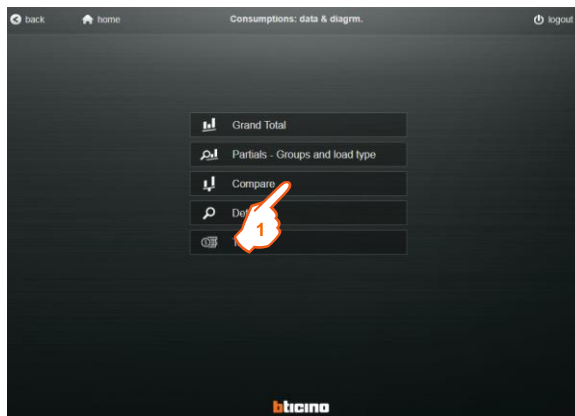 back home Consumptions: data & diagrm. logout
Grand Total
Partials - Groups and load type
Compare
1
bticino